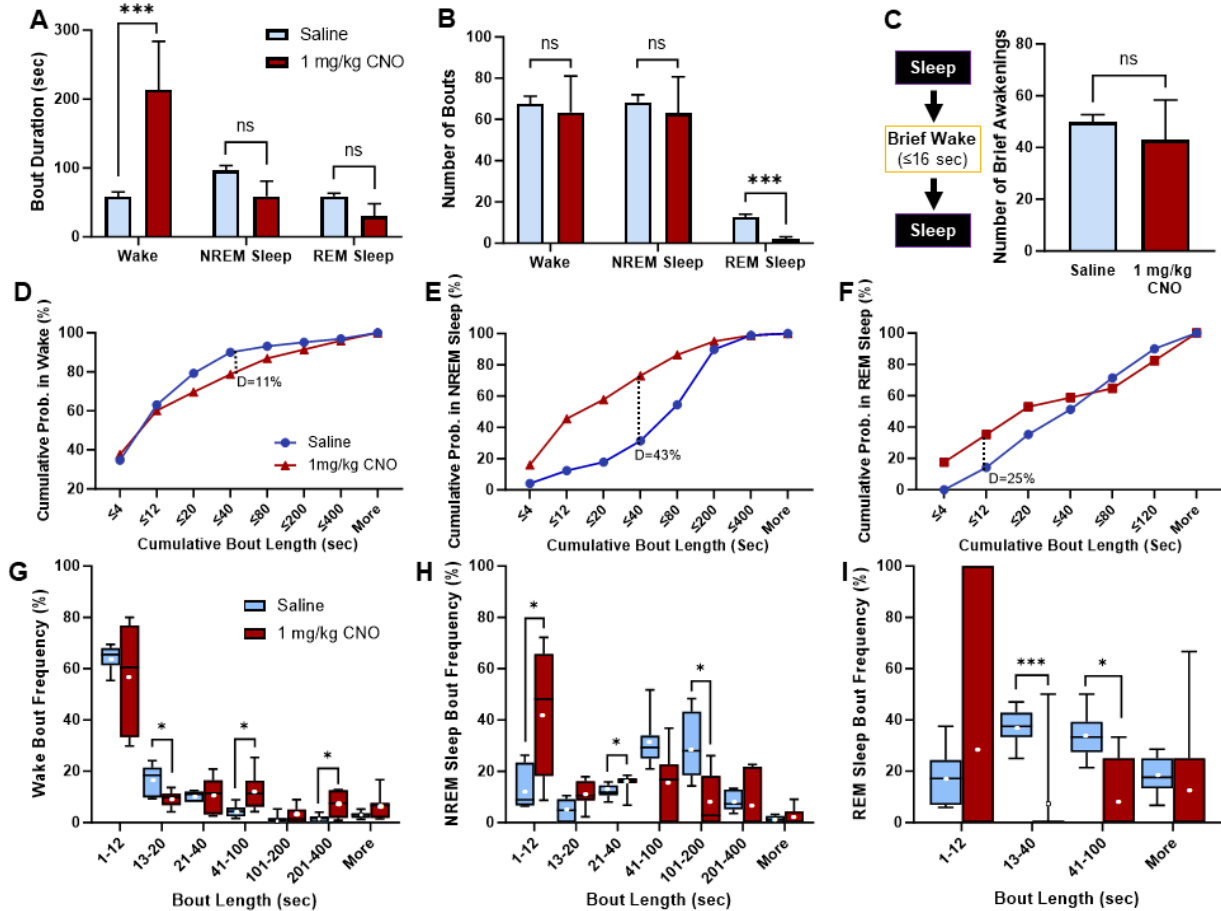 A
Bout Duration (sec)
300
200
100
0
***
ns
ns
Saline
1 mg/kg CNO
Wake
NREM Sleep
REM Sleep
B
Number of Bouts
100
80
60
40
20
0
ns
ns
***
Wake
NREM Sleep
REM Sleep
C
Sleep
Brief Wake
(≤16 sec)
Sleep
Number of Brief Awakenings
80
60
40
20
0
ns
Saline
1 mg/kg
CNO
D
Cumulative Prob. in Wake (%)
100
80
60
40
20
D=11%
Saline
1mg/kg CNO
≤4
≤12
≤20
≤40
≤80
≤200
≤400
More
Cumulative Bout Length (sec)
E
Cumulative Prob. in NREM Sleep (%)
100
80
60
40
20
0
D=43%
≤4
≤12
≤20
≤40
≤80
≤200
≤400
More
Cumulative Bout Length (Sec)
F
Cumulative Prob. in REM Sleep (%)
100
80
60
40
20
0
D=25%
≤4
≤12
≤20
≤40
≤80
≤120
More
Cumulative Bout Length (sec)
G
Wake Bout Frequency (%)
100
80
60
40
20
0
*
*
*
Saline
1 mg/kg CNO
1-12
13-20
21-40
41-100
101-200
201-400
More
Bout Length (sec)
H
NREM Sleep Bout Frequency (%)
100
80
60
40
20
0
*
*
*
1-12
13-20
21-40
41-100
101-200
201-400
More
Bout Length (sec)
I
REM Sleep Bout Frequency (%)
100
80
60
40
20
0
***
*
1-12
13-40
41-100
More
Bout Length (sec)